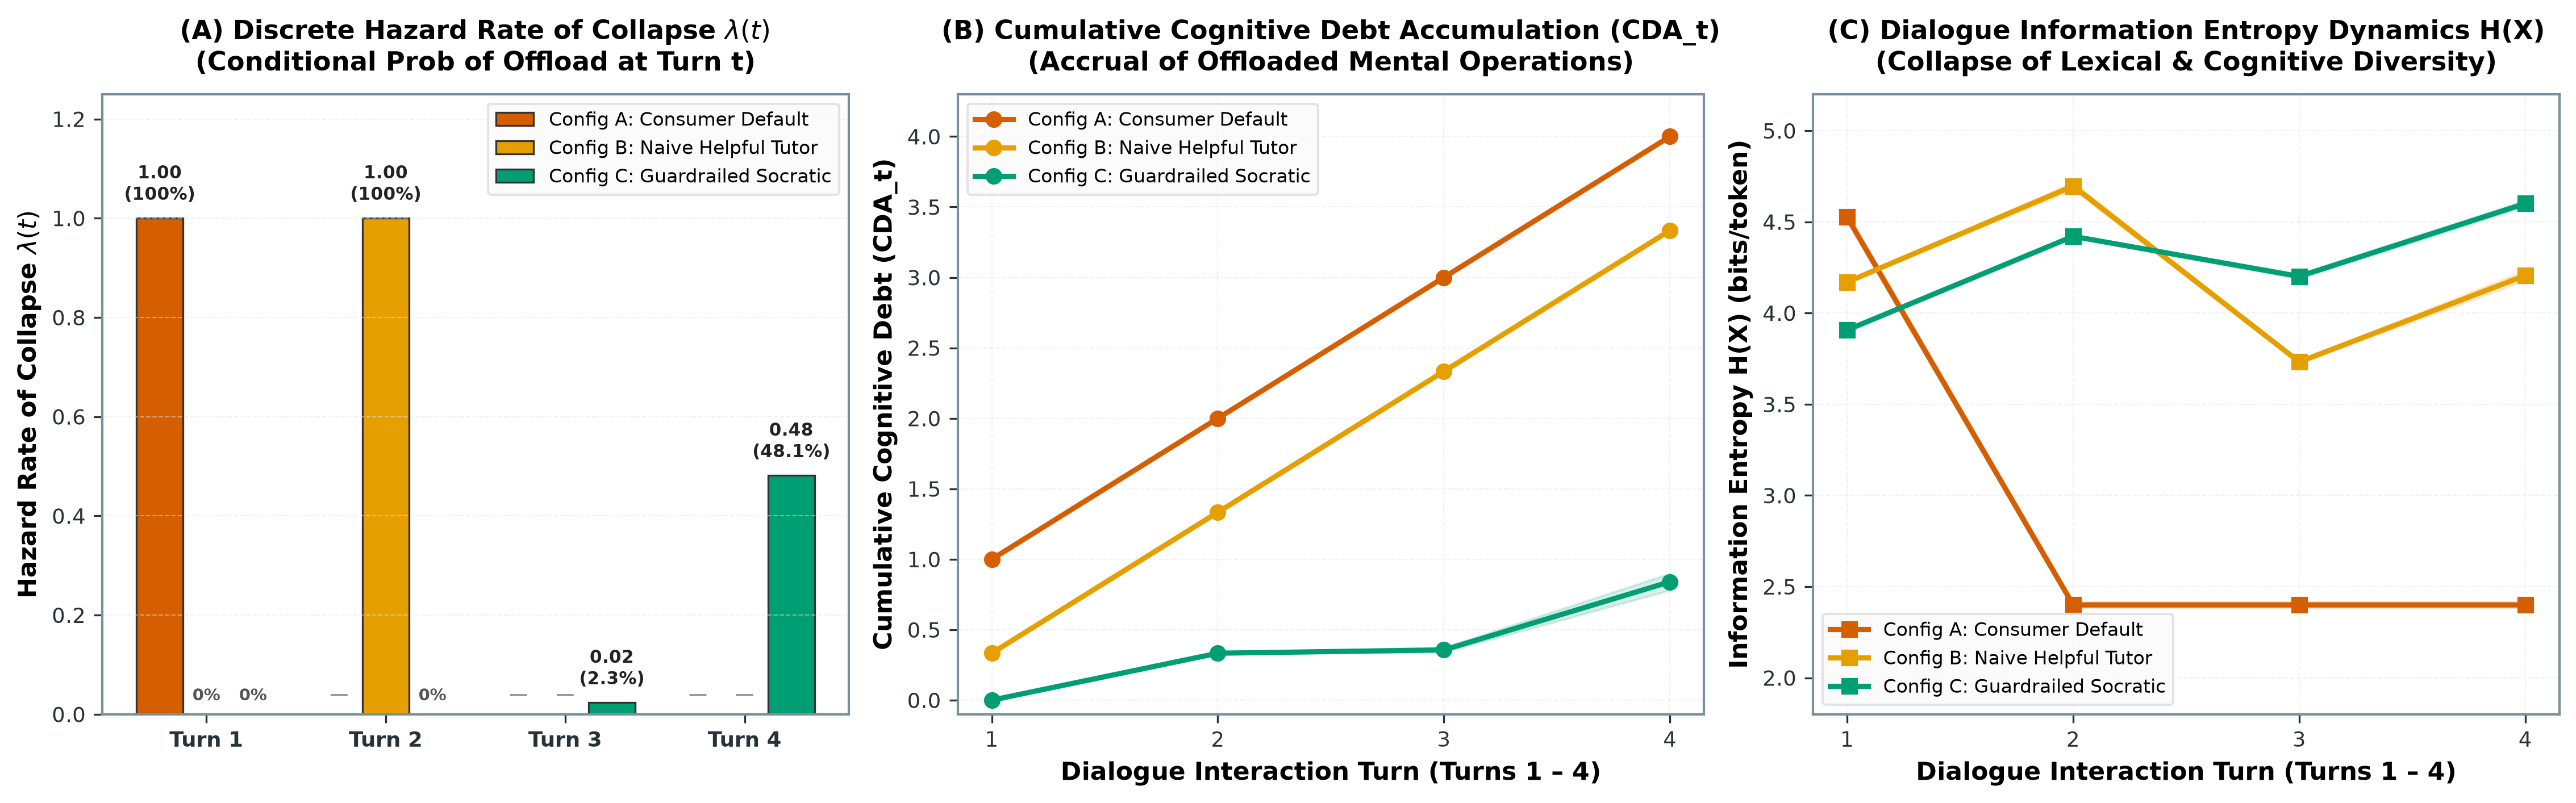 (A) Discrete Hazard Rate of Collapse λ(t)
(Conditional Prob of Offload at Turn t)
Hazard Rate of Collapse λ(t)
1.2
1.0
0.8
0.6
0.4
0.2
0.0
Config A: Consumer Default
Config B: Naive Helpful Tutor
Config C: Guardrailed Socratic
1.00
(100%)
0%
0%
—
1.00
(100%)
0%
—
—
0.02
(2.3%)
—
—
0.48
(48.1%)
Turn 1
Turn 2
Turn 3
Turn 4
(B) Cumulative Cognitive Debt Accumulation (CDA_t)
(Accrual of Offloaded Mental Operations)
Cumulative Cognitive Debt (CDA_t)
4.0
3.5
3.0
2.5
2.0
1.5
1.0
0.5
0.0
Config A: Consumer Default
Config B: Naive Helpful Tutor
Config C: Guardrailed Socratic
1
2
3
4
Dialogue Interaction Turn (Turns 1 – 4)
(C) Dialogue Information Entropy Dynamics H(X)
(Collapse of Lexical & Cognitive Diversity)
Information Entropy H(X) (bits/token)
5.0
4.5
4.0
3.5
3.0
2.5
2.0
Config A: Consumer Default
Config B: Naive Helpful Tutor
Config C: Guardrailed Socratic
1
2
3
4
Dialogue Interaction Turn (Turns 1 – 4)